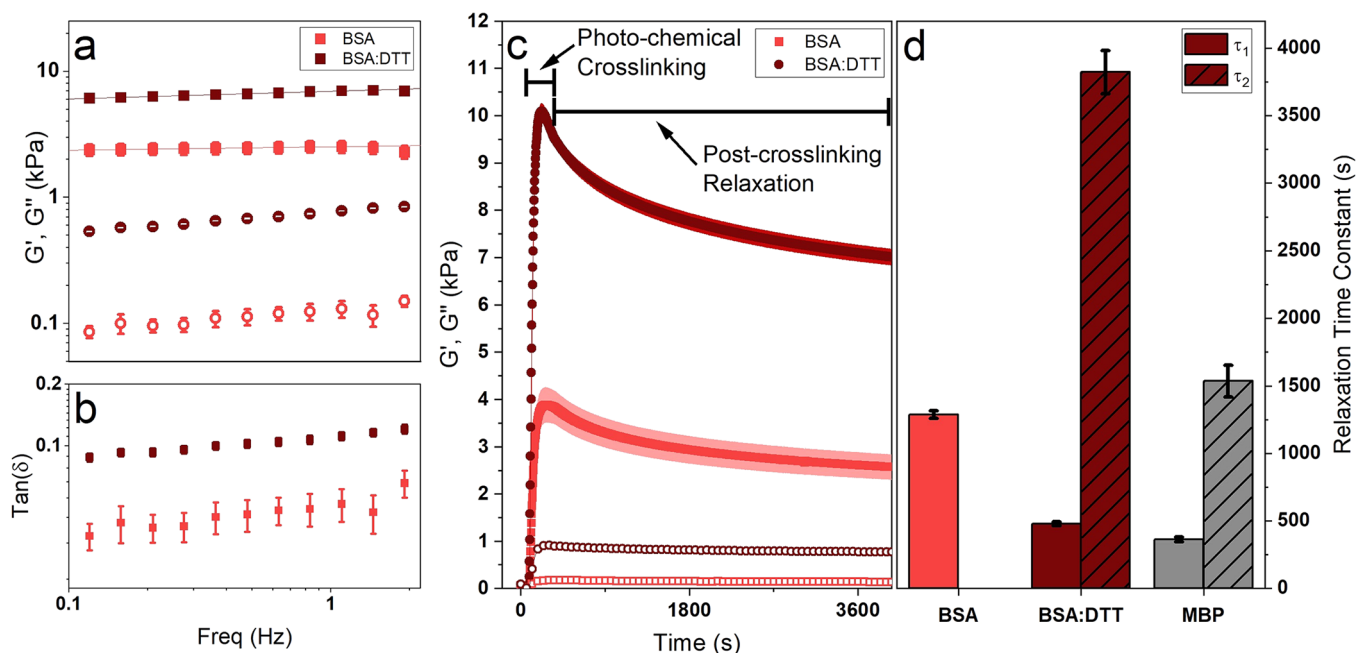 a
BSA
BSA:DTT
10
1
0.1
G', G'' (kPa)
b
0.2
0.1
Tan(δ)
0.1
1
Freq (Hz)
c
Photo-chemical
Crosslinking
BSA
BSA:DTT
Post-crosslinking
Relaxation
12
11
10
9
8
7
6
5
4
3
2
1
0
G', G'' (kPa)
0
1800
3600
Time (s)
d
τ1
τ2
4000
3500
3000
2500
2000
1500
1000
500
0
Relaxation Time Constant (s)
BSA
BSA:DTT
MBP